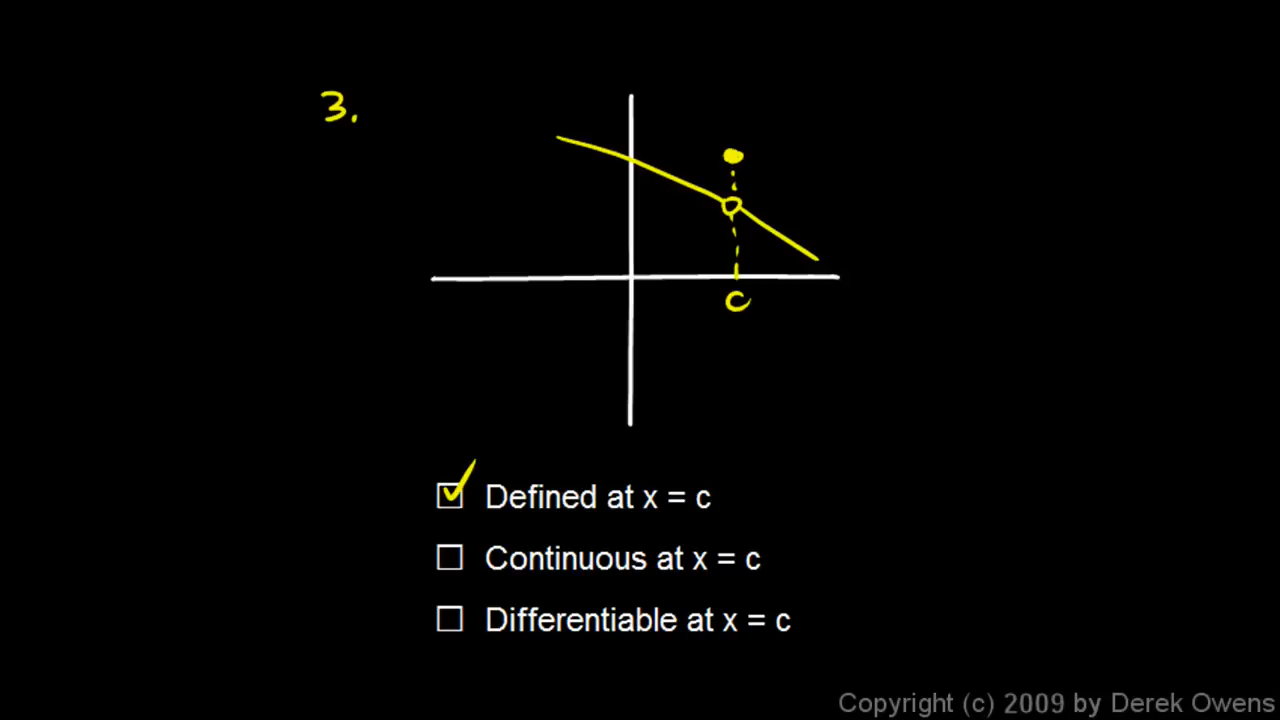 3.
c
Defined at x = c
Continuous at x = c
Differentiable at x = c
Copyright (c) 2009 by Derek Owens